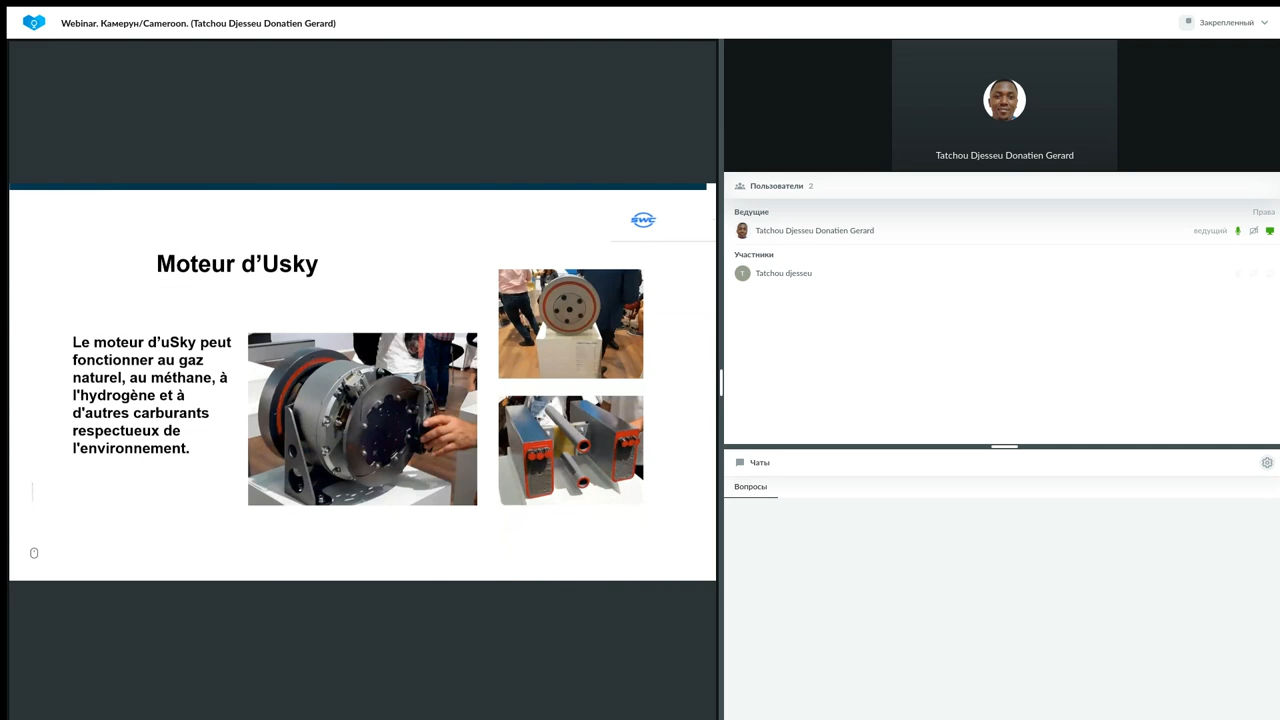 Webinar. Камерун/Cameroon. (Tatchou Djesseu Donatien Gerard)
Закрепленный
SWC
Moteur d’Usky
Le moteur d’uSky peut
fonctionner au gaz
naturel, au méthane, à
l'hydrogène et à
d'autres carburants
respectueux de
l'environnement.
Tatchou Djesseu Donatien Gerard
Пользователи 2
Ведущие Права
Tatchou Djesseu Donatien Gerard ведущий
Участники
T Tatchou djesseu
Чаты
Вопросы